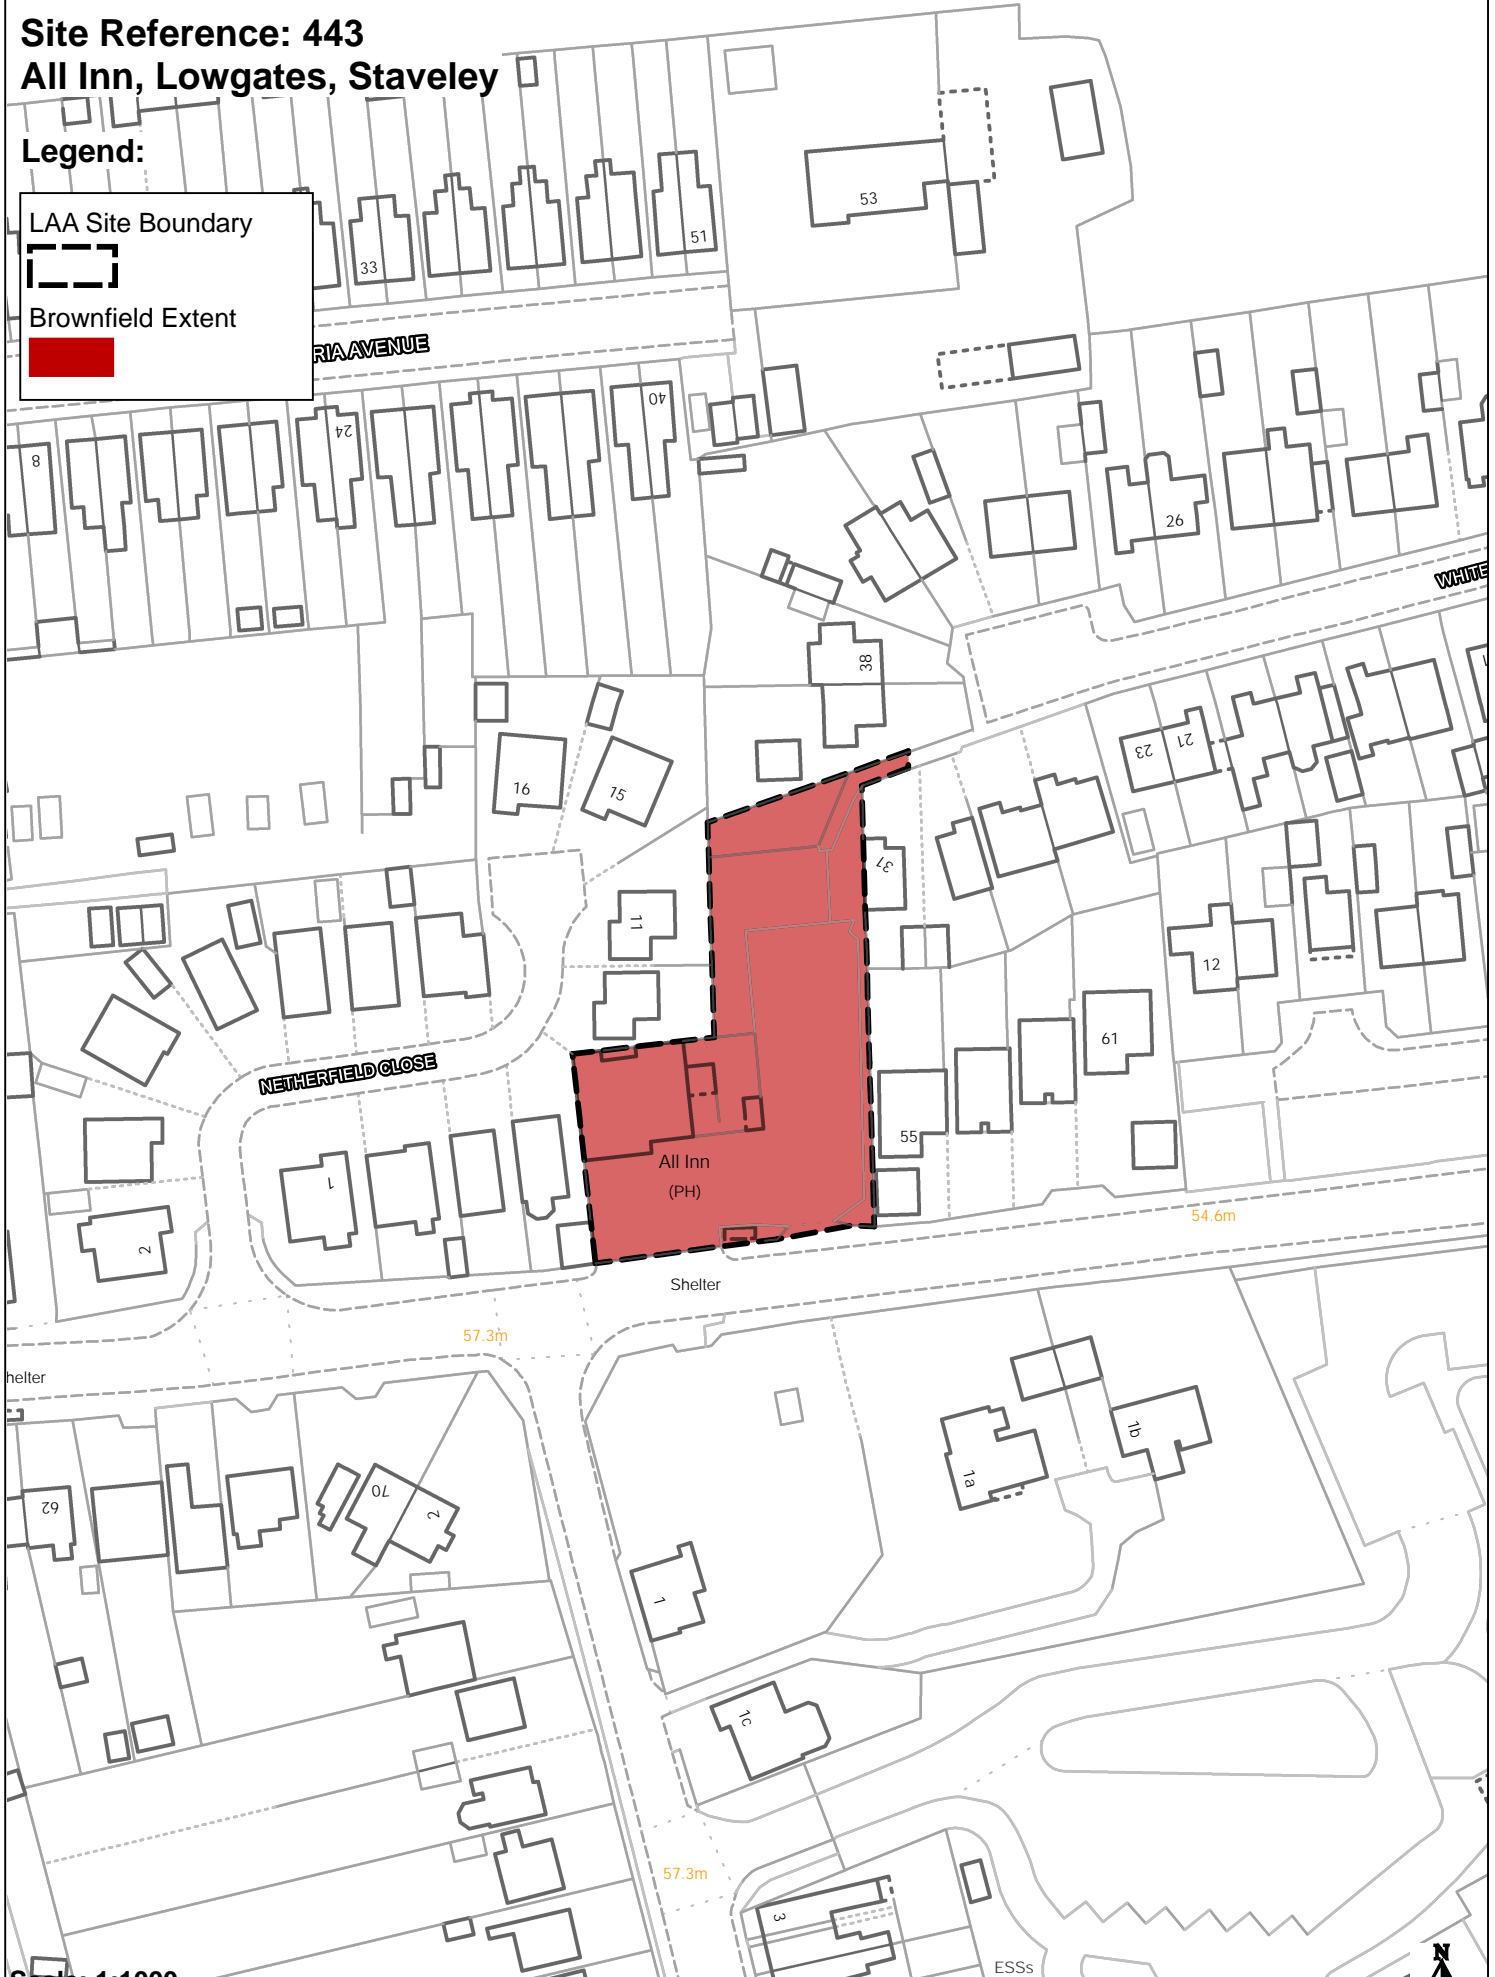 Site Reference: 443
All Inn, Lowgates, Staveley
Legend:
LAA Site Boundary
Brownfield Extent
53
51
33
RIA AVENUE
40
24
8
26
WHITE
38
23
21
16
15
31
11
12
61
NETHERFIELD CLOSE
55
All Inn
(PH)
1
2
54.6m
Shelter
57.3m
helter
1b
1a
70
2
62
1
1c
57.3m
3
ESSs
N